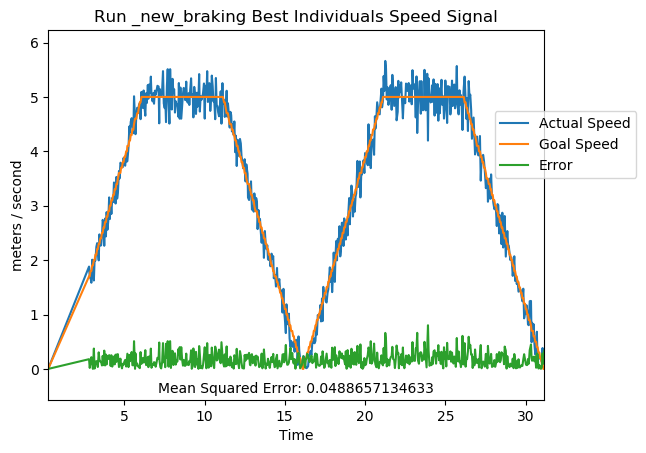 Run _new_braking Best Individuals Speed Signal
6
5
4
3
2
1
0
meters / second
Actual Speed
Goal Speed
Error
Mean Squared Error: 0.0488657134633
5 10 15 20 25 30
Time